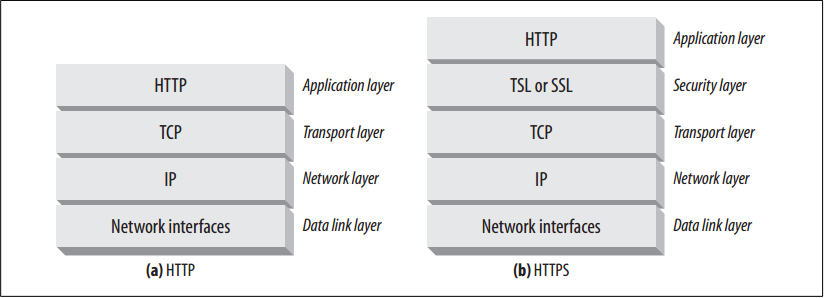 HTTP Application layer
TCP Transport layer
IP Network layer
Network interfaces Data link layer
(a) HTTP
HTTP Application layer
TSL or SSL Security layer
TCP Transport layer
IP Network layer
Network interfaces Data link layer
(b) HTTPS